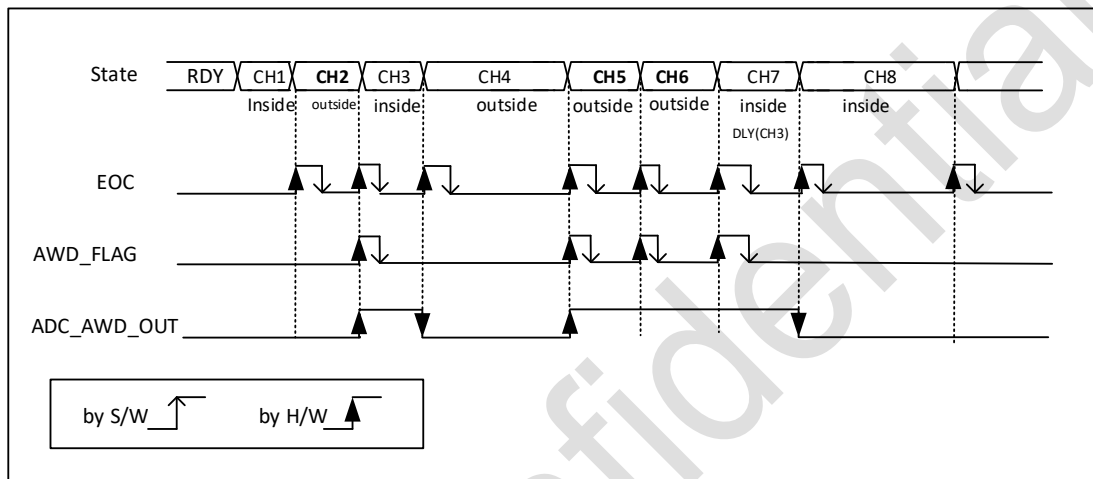 State RDY CH1 CH2 CH3 CH4 CH5 CH6 CH7 CH8
Inside outside inside outside outside outside inside inside
DLY(CH3)
EOC
AWD_FLAG
ADC_AWD_OUT
by S/W by H/W